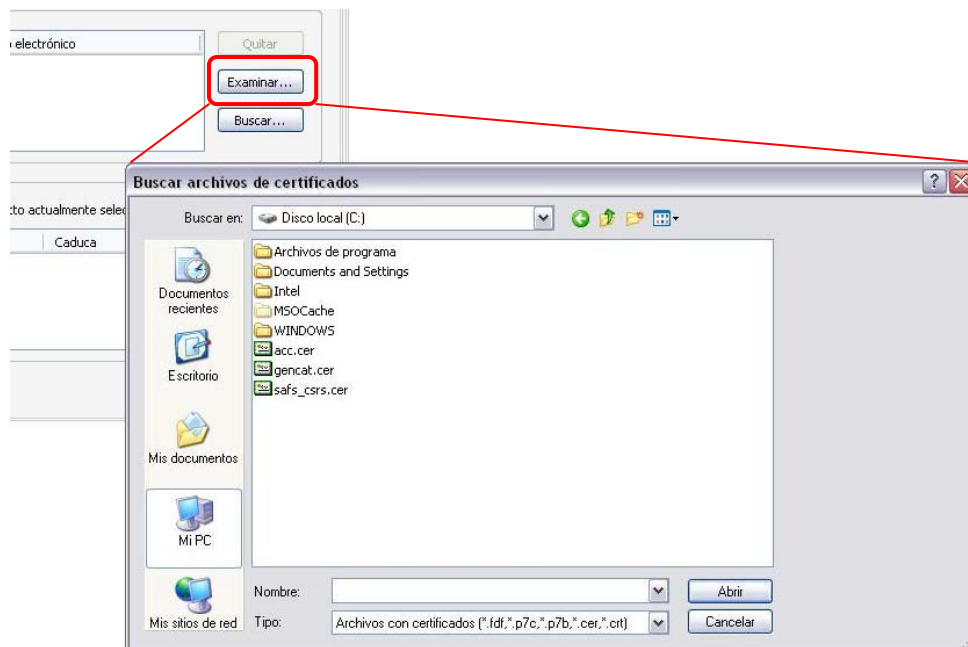 electrónico
Quitar
Examinar...
Buscar...
Buscar archivos de certificados
cto actualmente selec
Caduca
Buscar en:
Disco local (C:)
Archivos de programa
Documents and Settings
Intel
MSOCache
WINDOWS
acc.cer
gencat.cer
safs_csrs.cer
Documentos
recientes
Escritorio
Mis documentos
Mi PC
Mis sitios de red
Nombre:
Abrir
Tipo:
Archivos con certificados (*.fdf,*.p7c,*.p7b,*.cer,*.crt)
Cancelar